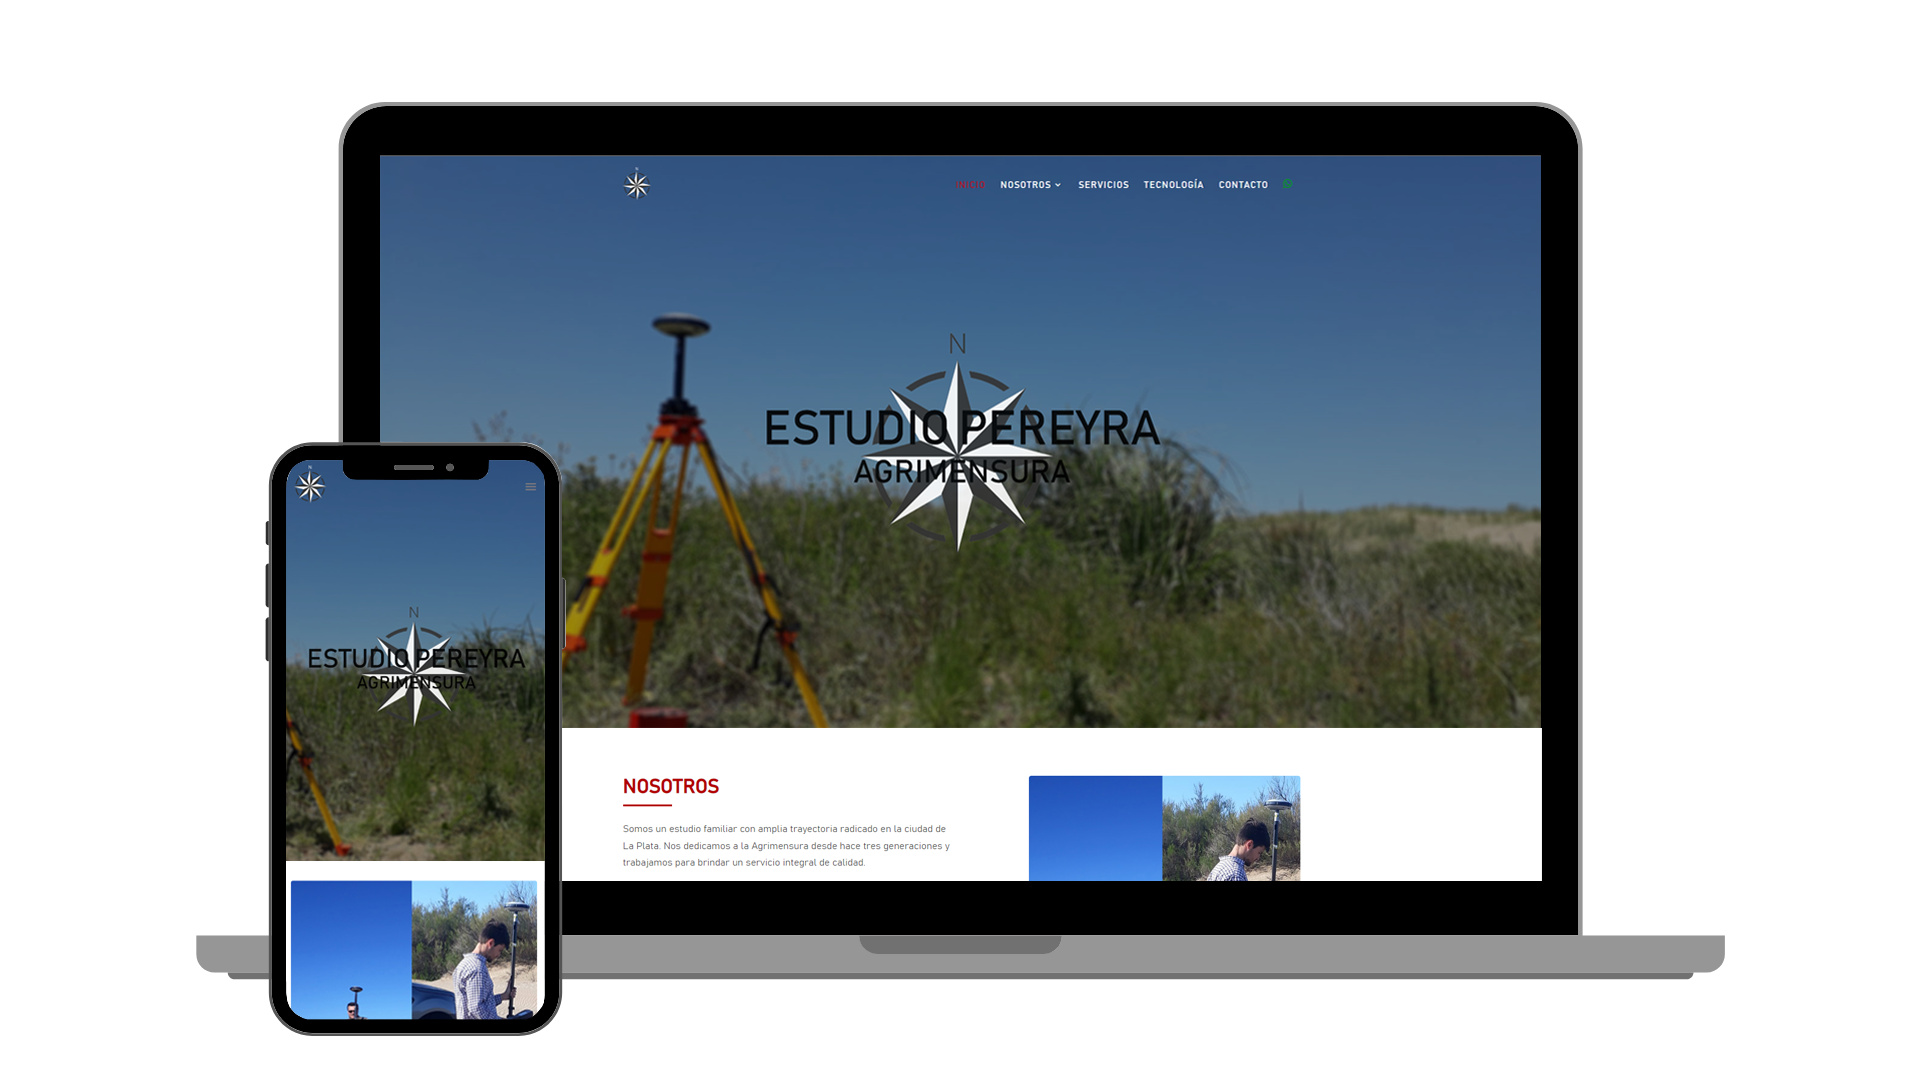 INICIO
NOSOTROS
SERVICIOS
TECNOLOGÍA
CONTACTO
N
ESTUDIO PEREYRA
AGRIMENSURA
NOSOTROS
Somos un estudio familiar con amplia trayectoria radicado en la ciudad de
La Plata. Nos dedicamos a la Agrimensura desde hace tres generaciones y
trabajamos para brindar un servicio integral de calidad.
N
ESTUDIO PEREYRA
AGRIMENSURA